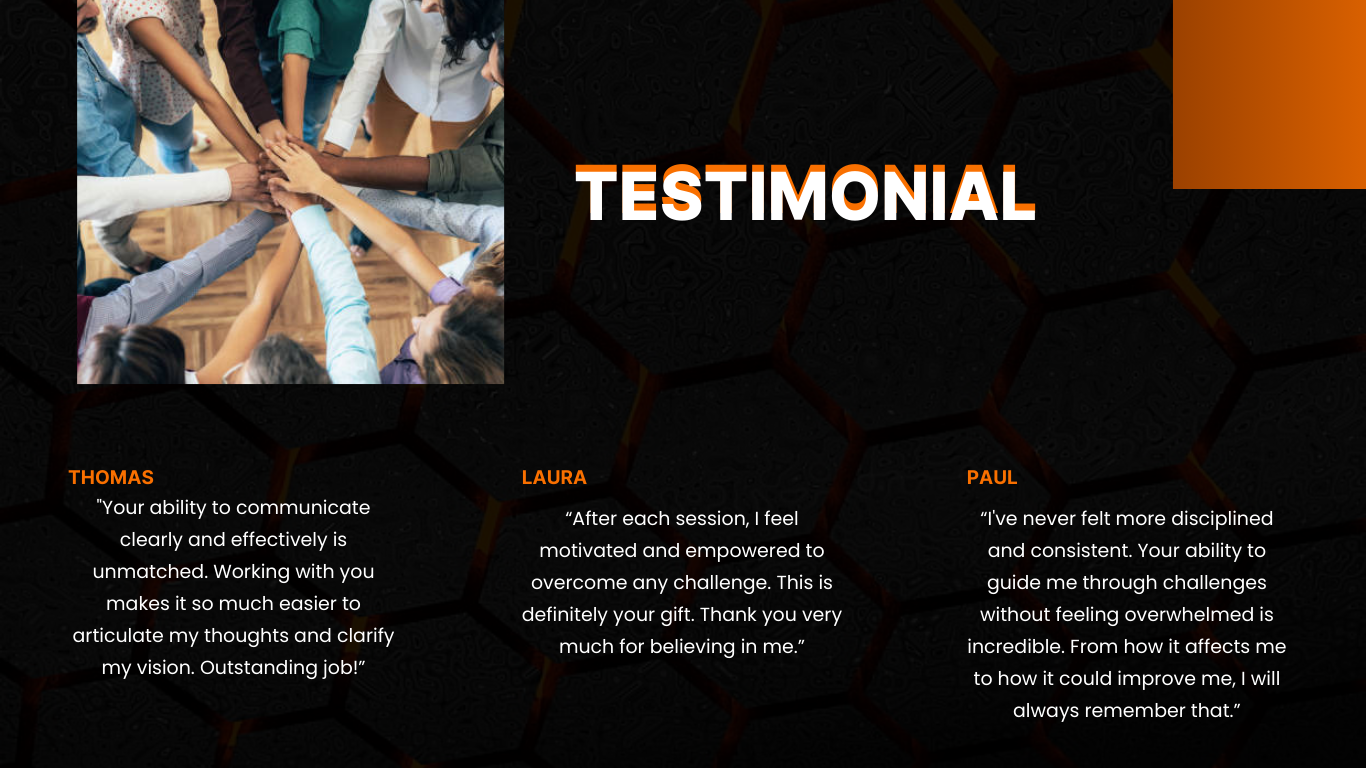 TESTIMONIAL
THOMAS
"Your ability to communicate
clearly and effectively is
unmatched. Working with you
makes it so much easier to
articulate my thoughts and clarify
my vision. Outstanding job!”
LAURA
“After each session, I feel
motivated and empowered to
overcome any challenge. This is
definitely your gift. Thank you very
much for believing in me.”
PAUL
“I've never felt more disciplined
and consistent. Your ability to
guide me through challenges
without feeling overwhelmed is
incredible. From how it affects me
to how it could improve me, I will
always remember that.”